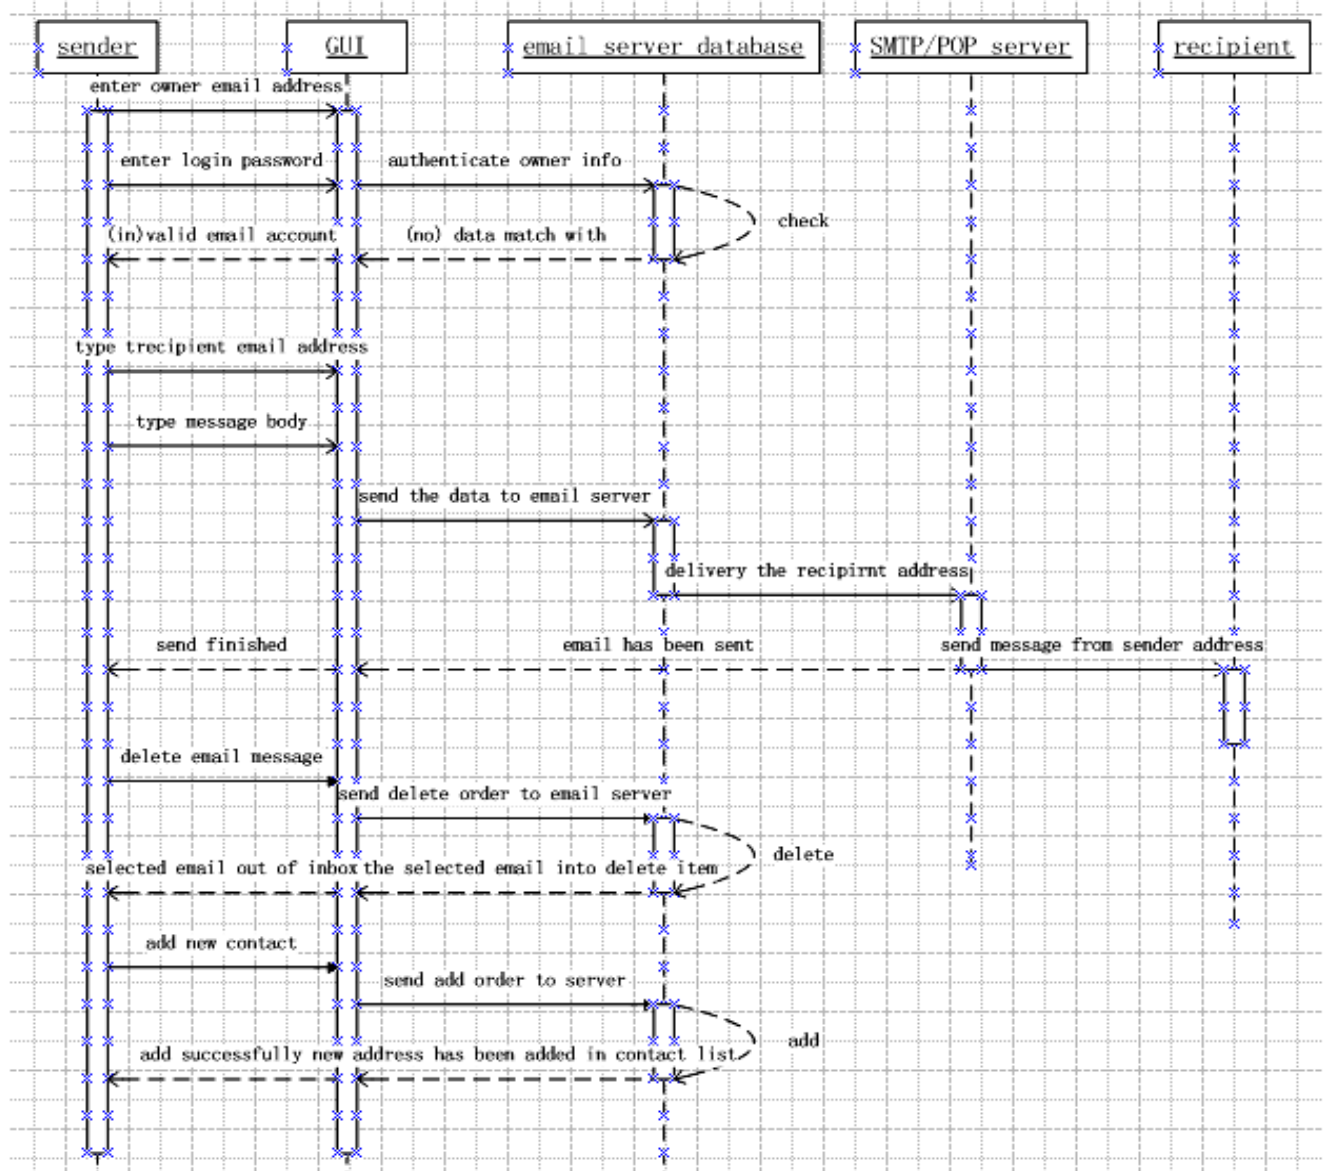 sender
GUI
email server database
SMTP/POP server
recipient
enter owner email address
enter login password
authenticate owner info
check
(in)valid email account
(no) data match with
type trecipient email address
type message body
send the data to email server
delivery the recipirnt address
send finished
email has been sent
send message from sender address
delete email message
send delete order to email server
delete
selected email out of inbox
the selected email into delete item
add new contact
send add order to server
add
add successfully
new address has been added in contact list